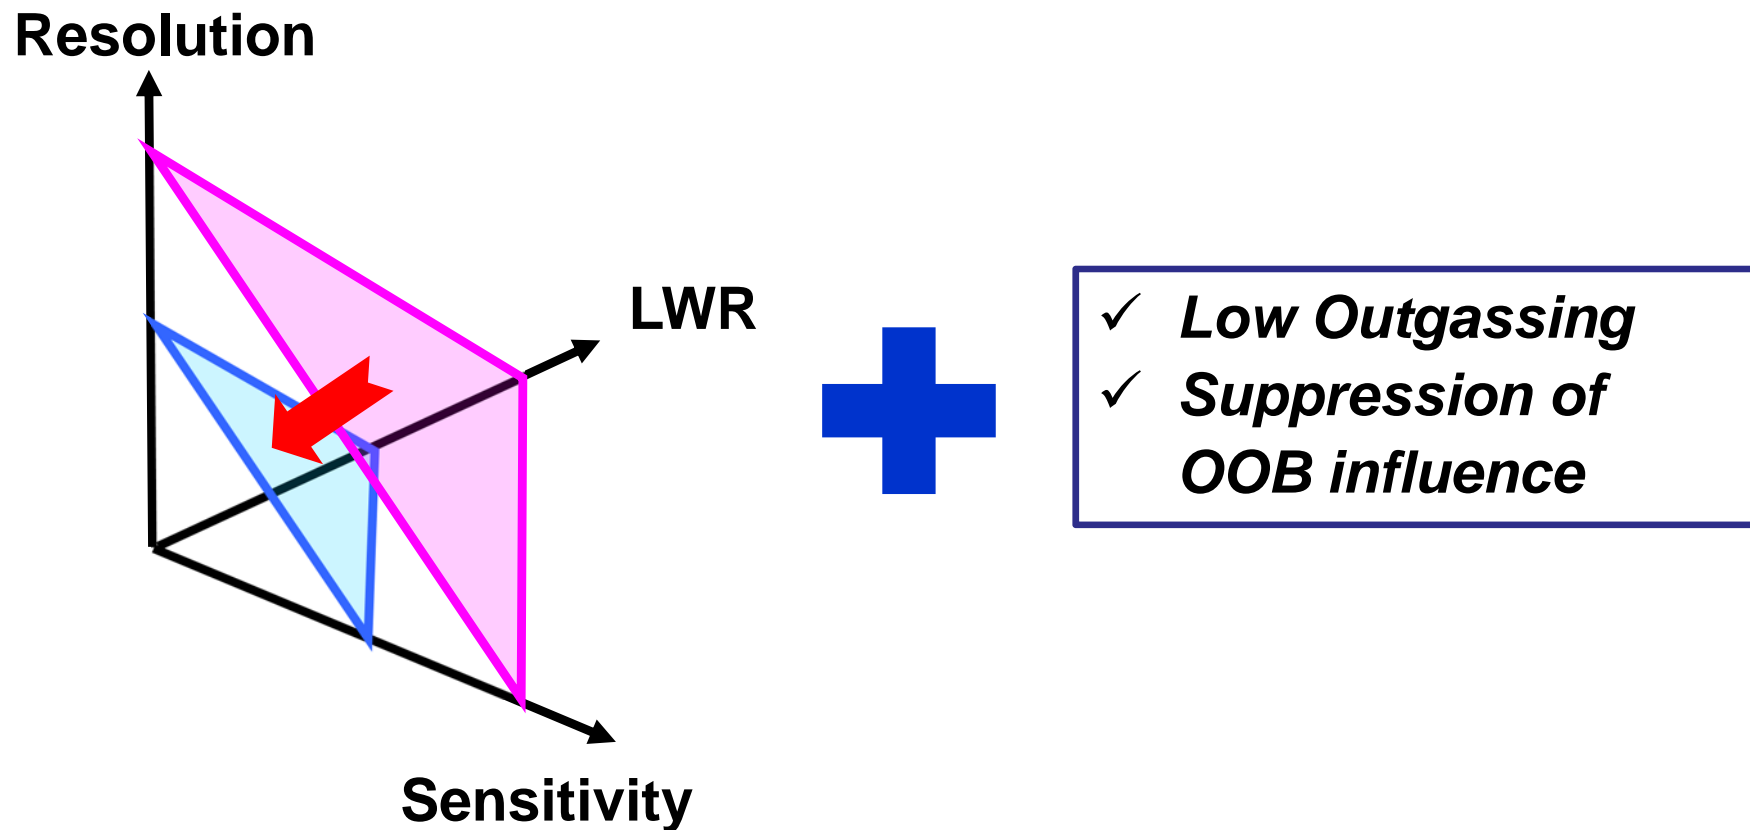 Resolution
LWR
Sensitivity
✓ Low Outgassing
✓ Suppression of
OOB influence